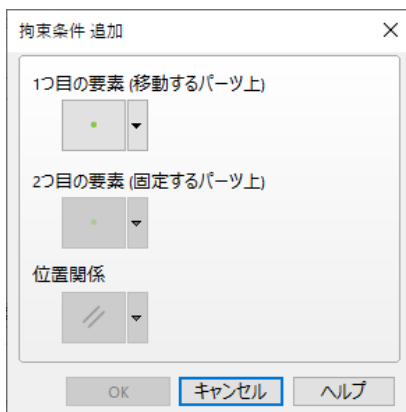 拘束条件 追加
1つ目の要素 (移動するパーツ上)
2つ目の要素 (固定するパーツ上)
位置関係
OK
キャンセル
ヘルプ